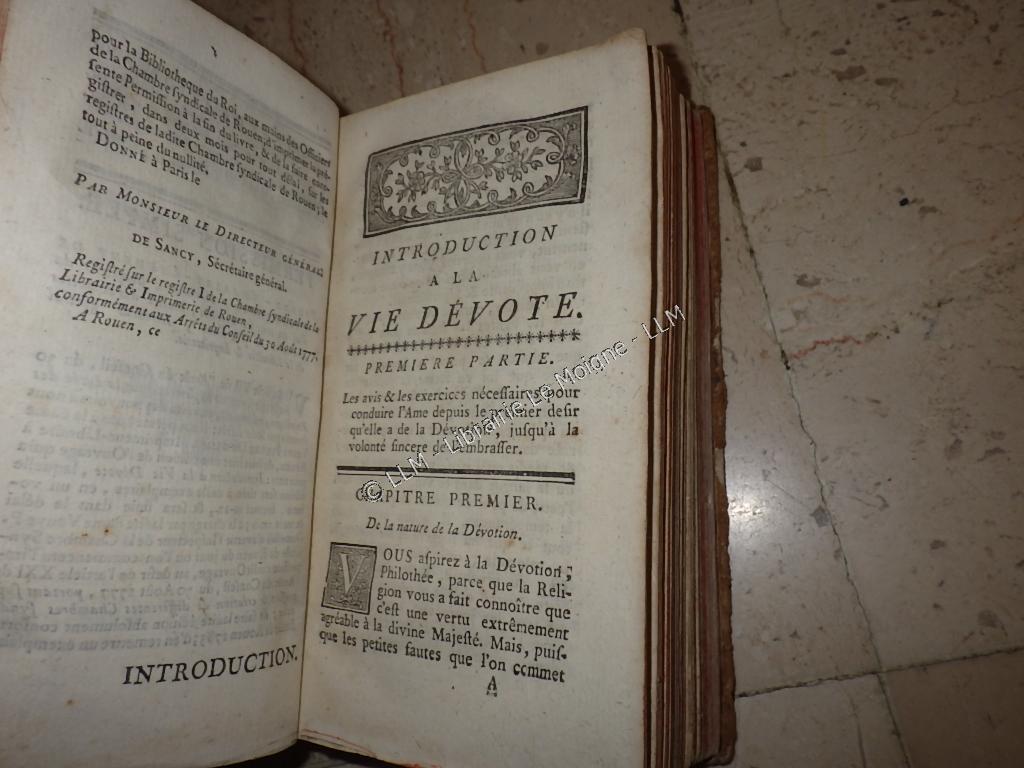 pour la Bibliotheque du Roi, aux mains des Officiers
de la Chambre syndicale de Rouen, d'imprimer la pré-
sente Permission à la fin du livre, & de la faire enre-
gistrer, dans deux mois pour tout délai, sur les
registres de ladite Chambre syndicale de Rouen; le
tout à peine du nullité.
DONNÉ à Paris le
PAR MONSIEUR LE DIRECTEUR GÉNÉRAL
DE SANCY, Sécrétaire général.
Registré sur le registre I de la Chambre syndicale de la
Librairie & Imprimerie de Rouen,
conformément aux Arrêts du Conseil du 30 Août 1777.
A Rouen, ce
INTRODUCTION.
INTRODUCTION
A LA
VIE DÉVOTE.
PREMIERE PARTIE.
Les avis & les exercices nécessaires pour
conduire l'Ame depuis le premier desir
qu'elle a de la Dévotion, jusqu'à la
volonté sincere de l'embrasser.
CHAPITRE PREMIER.
De la nature de la Dévotion.
VOUS aspirez à la Dévotion;
Philothée, parce que la Reli-
gion vous a fait connoître que
c'est une vertu extrêmement
agréable à la divine Majesté. Mais, puis-
que les petites fautes que l'on commet
A
© LLM - Librairie Le Moigne - LLM